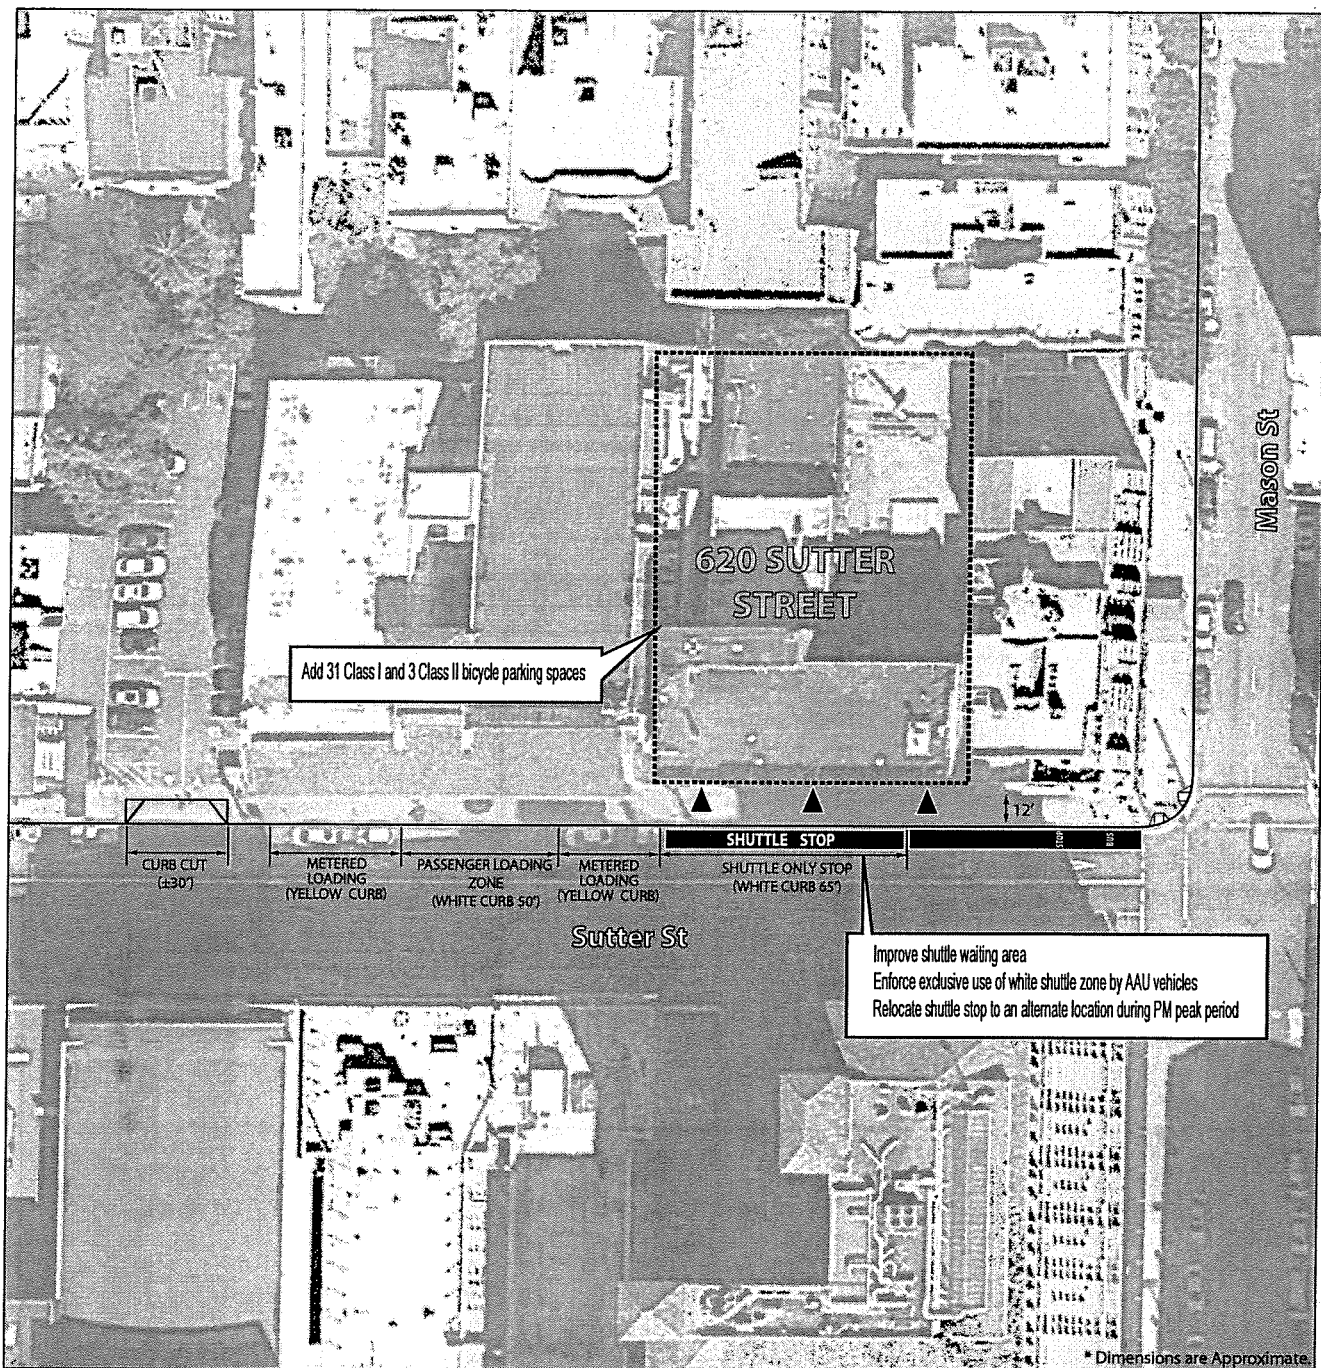 Mason St
620 SUTTER
STREET
Add 31 Class I and 3 Class II bicycle parking spaces
12'
SHUTTLE STOP
STOP
BUS
CURB CUT
(±30')
METERED
LOADING
(YELLOW CURB)
PASSENGER LOADING
ZONE
(WHITE CURB 50')
METERED
LOADING
(YELLOW CURB)
SHUTTLE ONLY STOP
(WHITE CURB 65')
Sutter St
Improve shuttle waiting area
Enforce exclusive use of white shuttle zone by AAU vehicles
Relocate shuttle stop to an alternate location during PM peak period
* Dimensions are Approximate.